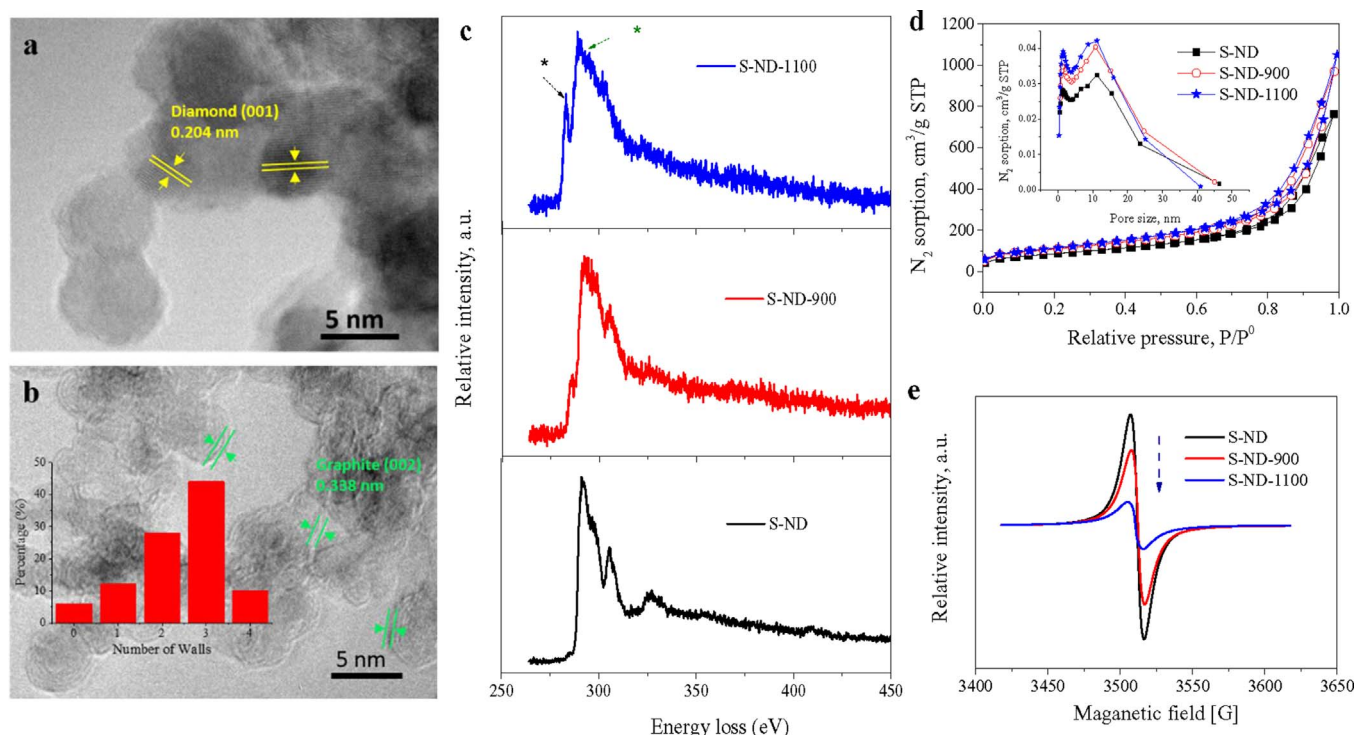 a
Diamond (001)
0.204 nm
5 nm
b
Graphite (002)
0.338 nm
50
40
30
20
10
0
Percentage (%)
0 1 2 3 4
Number of Walls
5 nm
c
*
*
S-ND-1100
S-ND-900
S-ND
Relative intensity, a.u.
250 300 350 400 450
Energy loss (eV)
d
1200
1000
800
600
400
200
0
N₂ sorption, cm³/g STP
0.04
0.03
0.02
0.01
0.00
N₂ sorption, cm³/g STP
0 10 20 30 40 50
Pore size, nm
S-ND
S-ND-900
S-ND-1100
0.0 0.2 0.4 0.6 0.8 1.0
Relative pressure, P/P⁰
e
S-ND
S-ND-900
S-ND-1100
Relative intensity, a.u.
3400 3450 3500 3550 3600 3650
Maganetic field [G]